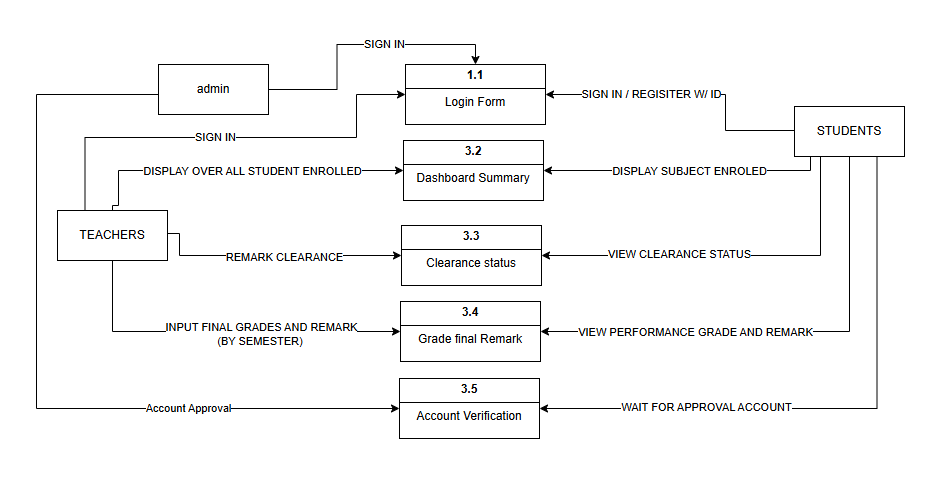 SIGN IN
admin
1.1
Login Form
SIGN IN / REGISITER W/ ID
STUDENTS
SIGN IN
3.2
Dashboard Summary
DISPLAY OVER ALL STUDENT ENROLLED
DISPLAY SUBJECT ENROLED
TEACHERS
3.3
Clearance status
REMARK CLEARANCE
VIEW CLEARANCE STATUS
3.4
Grade final Remark
INPUT FINAL GRADES AND REMARK
(BY SEMESTER)
VIEW PERFORMANCE GRADE AND REMARK
3.5
Account Verification
Account Approval
WAIT FOR APPROVAL ACCOUNT